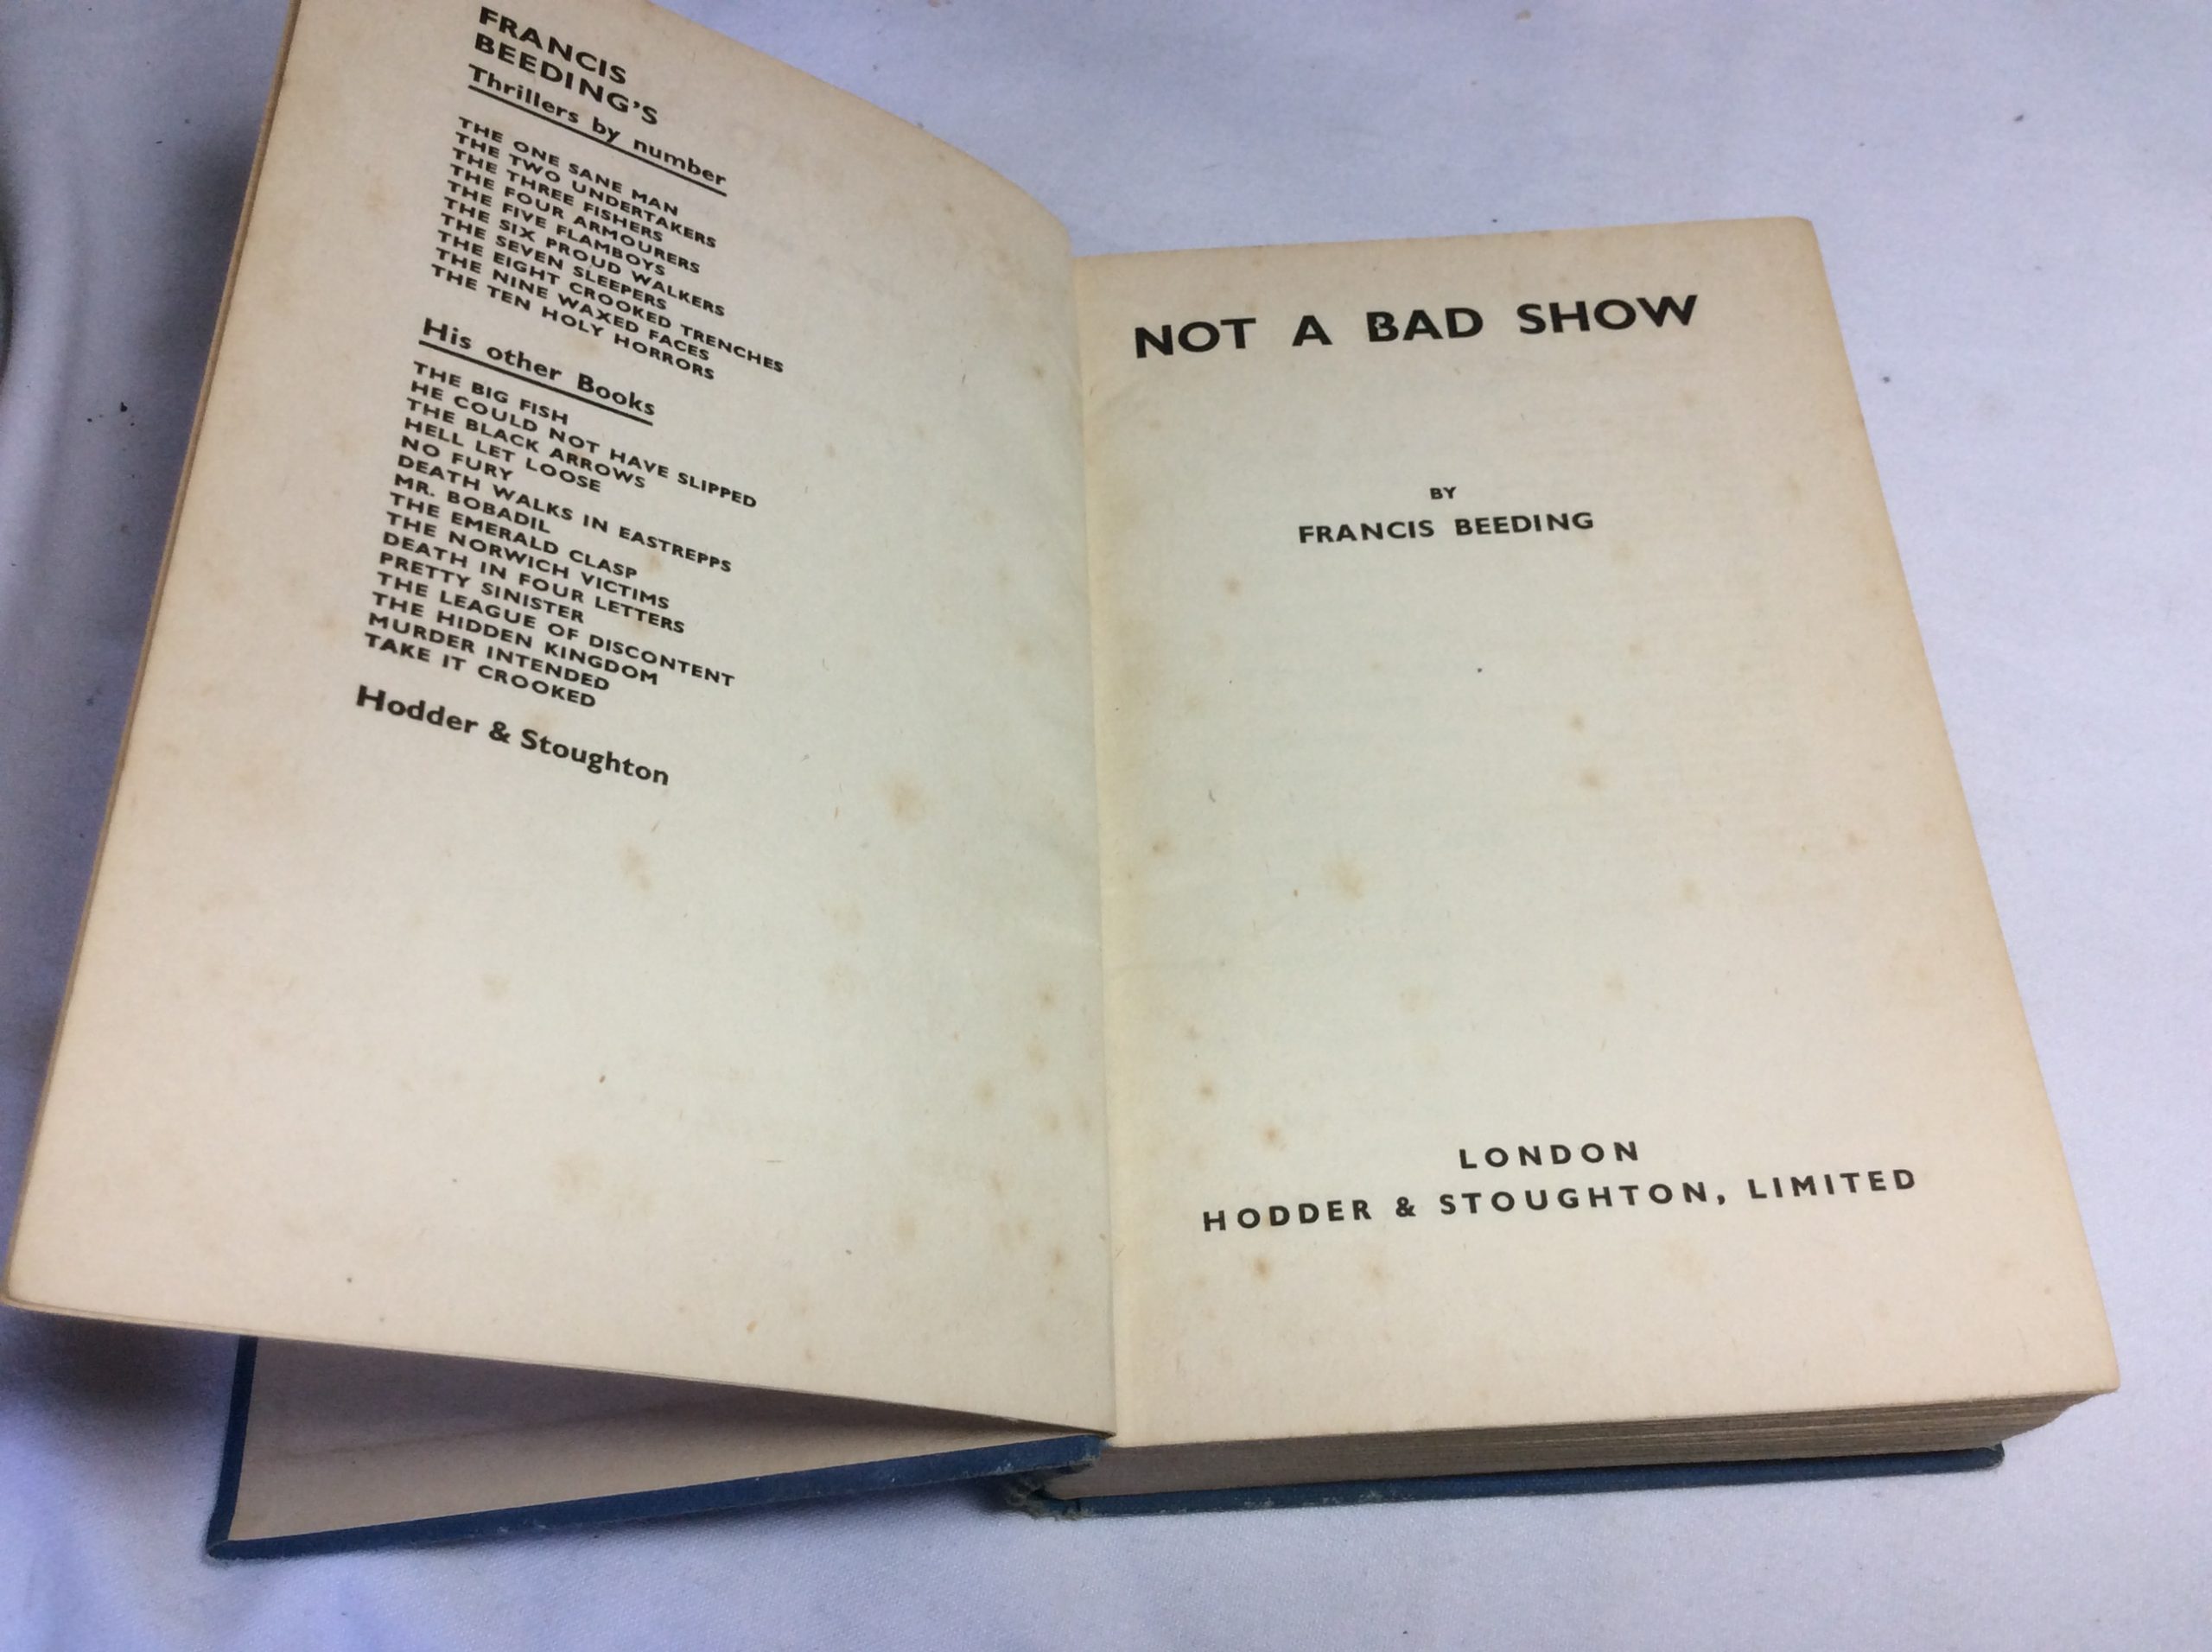 FRANCIS
BEEDING'S
Thrillers by number
THE ONE SANE MAN
THE TWO UNDERTAKERS
THE THREE FISHERS
THE FOUR ARMOURERS
THE FIVE FLAMBOYS
THE SIX PROUD WALKERS
THE SEVEN SLEEPERS
THE EIGHT CROOKED TRENCHES
THE NINE WAXED FACES
THE TEN HOLY HORRORS
His other Books
THE BIG FISH
HE COULD NOT HAVE SLIPPED
THE BLACK ARROWS
HELL LET LOOSE
NO FURY
DEATH WALKS IN EASTREPPS
MR. BOBADIL
THE EMERALD CLASP
THE NORWICH VICTIMS
DEATH IN FOUR LETTERS
PRETTY SINISTER
THE LEAGUE OF DISCONTENT
THE HIDDEN KINGDOM
MURDER INTENDED
TAKE IT CROOKED
Hodder & Stoughton
NOT A BAD SHOW
BY
FRANCIS BEEDING
LONDON
HODDER & STOUGHTON, LIMITED